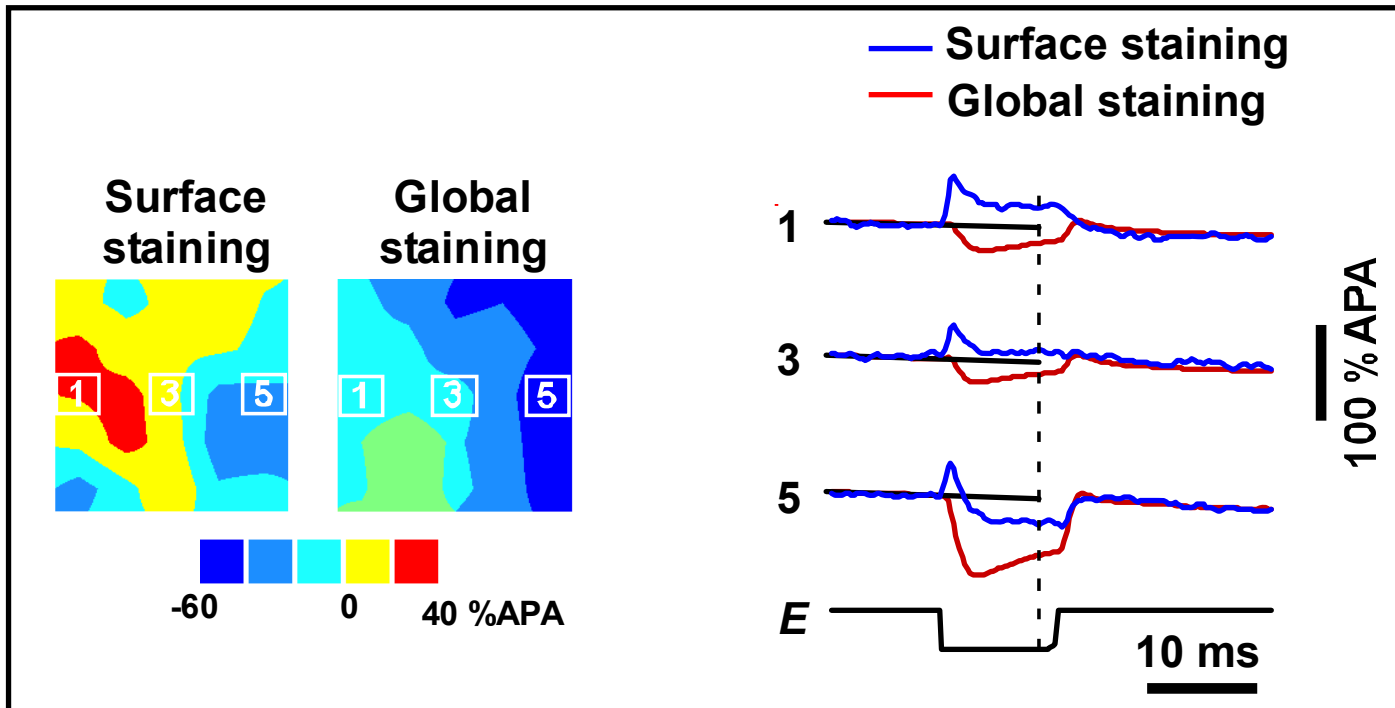 Surface staining
Global staining
Surface staining
Global staining
1 3 5
1 3 5
-60 0 40 %APA
1
3
5
E
100 % APA
10 ms